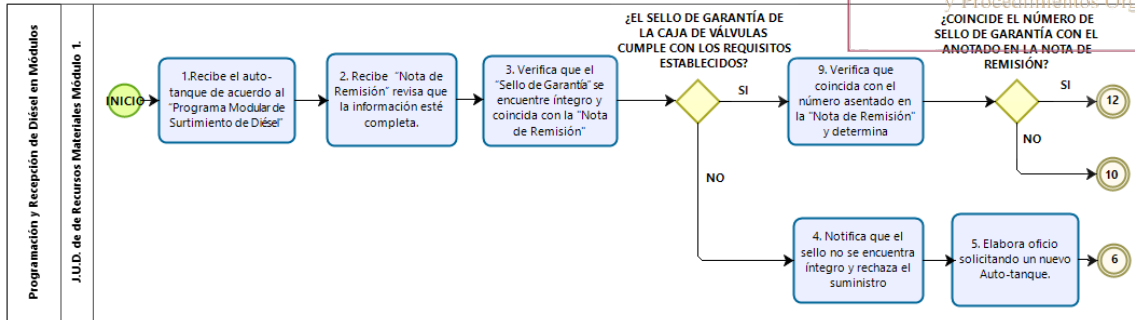 y Procedimientos Org
¿EL SELLO DE GARANTÍA DE
LA CAJA DE VÁLVULAS
CUMPLE CON LOS REQUISITOS
ESTABLECIDOS?
¿COINCIDE EL NÚMERO DE
SELLO DE GARANTÍA CON EL
ANOTADO EN LA NOTA DE
REMISIÓN?
Programación y Recepción de Diésel en Módulos
J.U.D. de de Recursos Materiales Módulo 1.
INICIO
1.Recibe el auto-
tanque de acuerdo al
"Programa Modular de
Surtimiento de Diésel"
2. Recibe "Nota de
Remisión" revisa que
la información esté
completa.
3. Verifica que el
"Sello de Garantía" se
encuentre íntegro y
coincida con la "Nota
de Remisión"
SI
9. Verifica que
coincida con el
número asentado en
la "Nota de Remisión"
y determina
SI
12
NO
10
NO
4. Notifica que el
sello no se encuentra
íntegro y rechaza el
suministro
5. Elabora oficio
solicitando un nuevo
Auto-tanque.
6